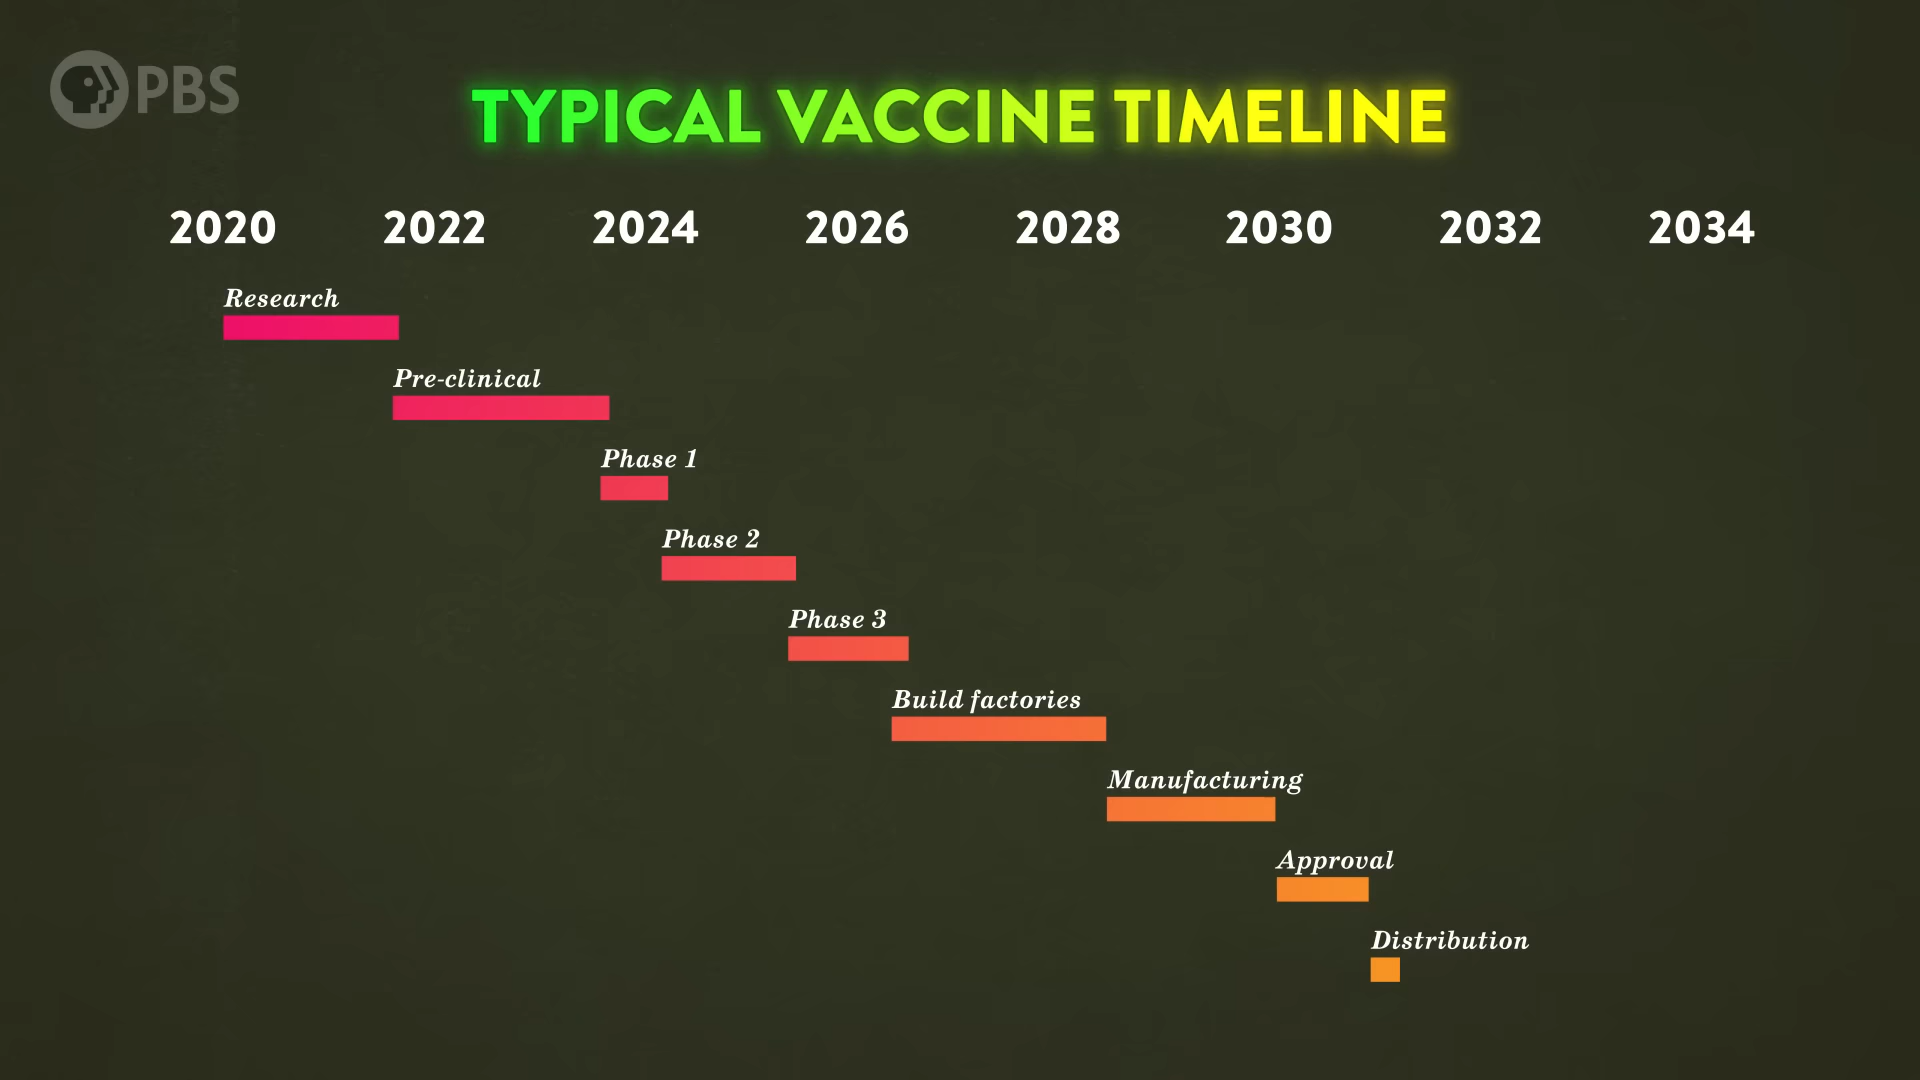 PBS
TYPICAL VACCINE TIMELINE
2020 2022 2024 2026 2028 2030 2032 2034
Research
Pre-clinical
Phase 1
Phase 2
Phase 3
Build factories
Manufacturing
Approval
Distribution